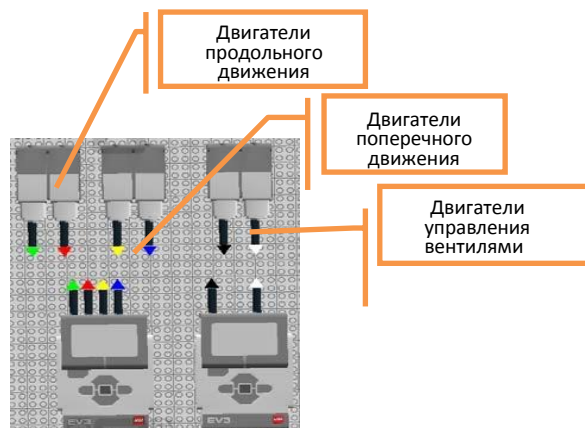 Двигатели
продольного
движения
Двигатели
поперечного
движения
Двигатели
управления
вентилями
EV3
EV3